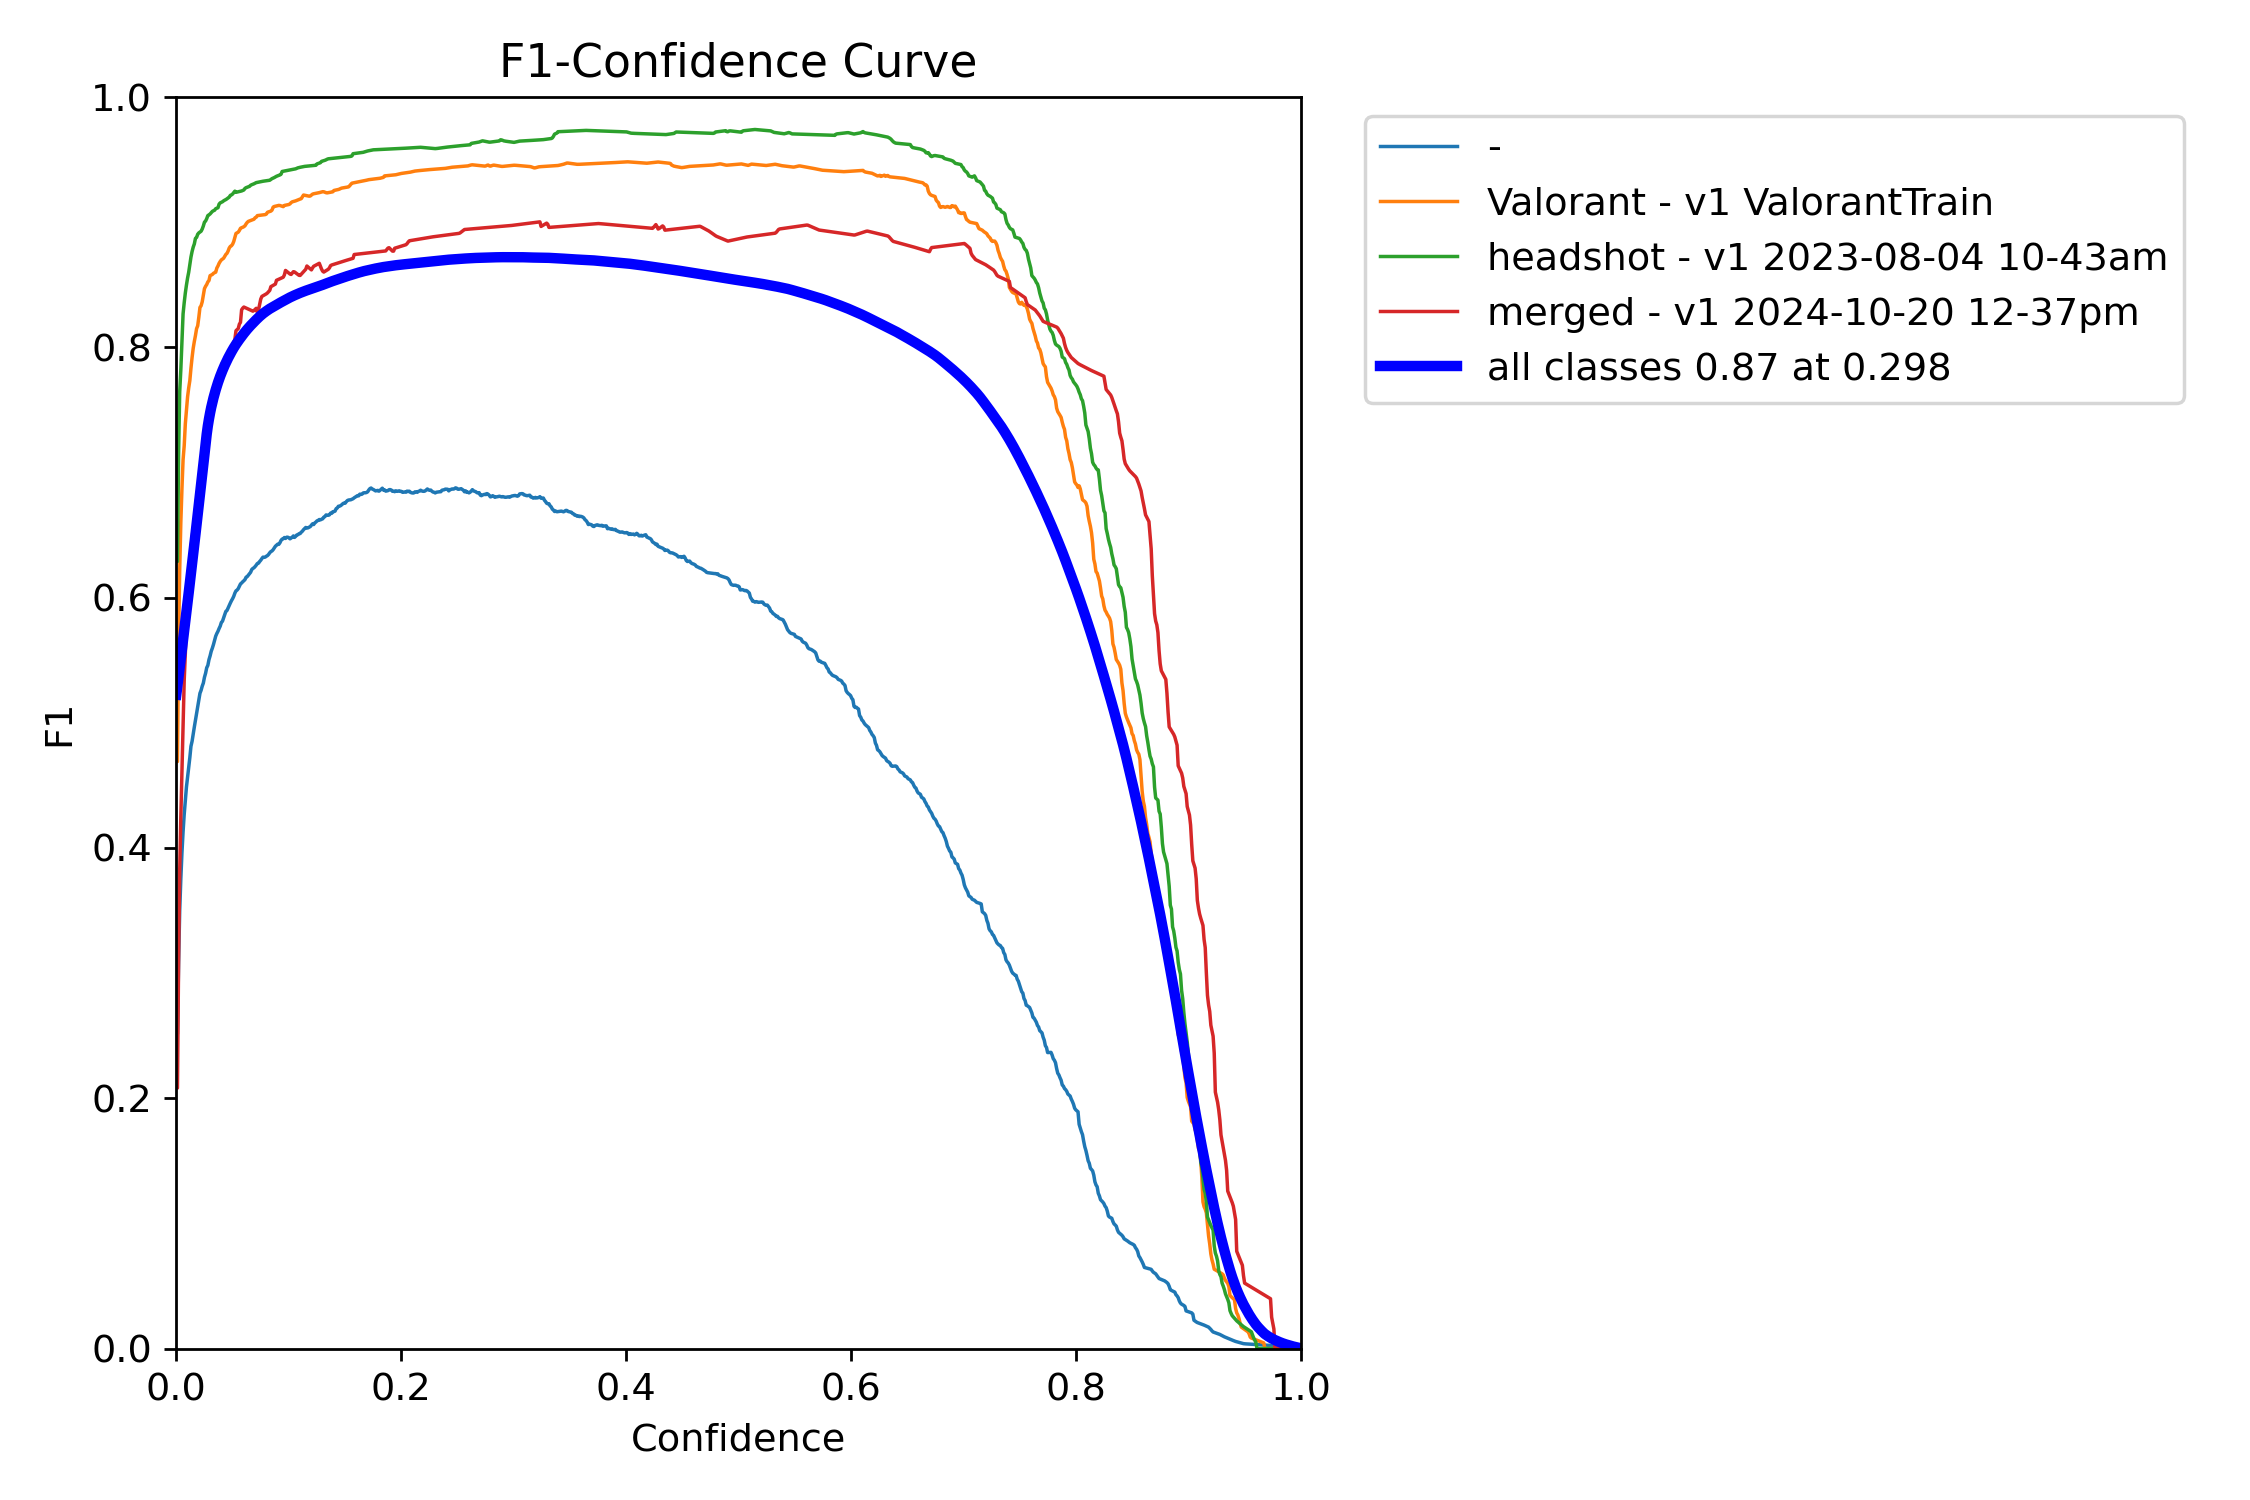 F1-Confidence Curve
1.0
0.8
0.6
0.4
0.2
0.0
F1
0.0 0.2 0.4 0.6 0.8 1.0
Confidence
-
Valorant - v1 ValorantTrain
headshot - v1 2023-08-04 10-43am
merged - v1 2024-10-20 12-37pm
all classes 0.87 at 0.298